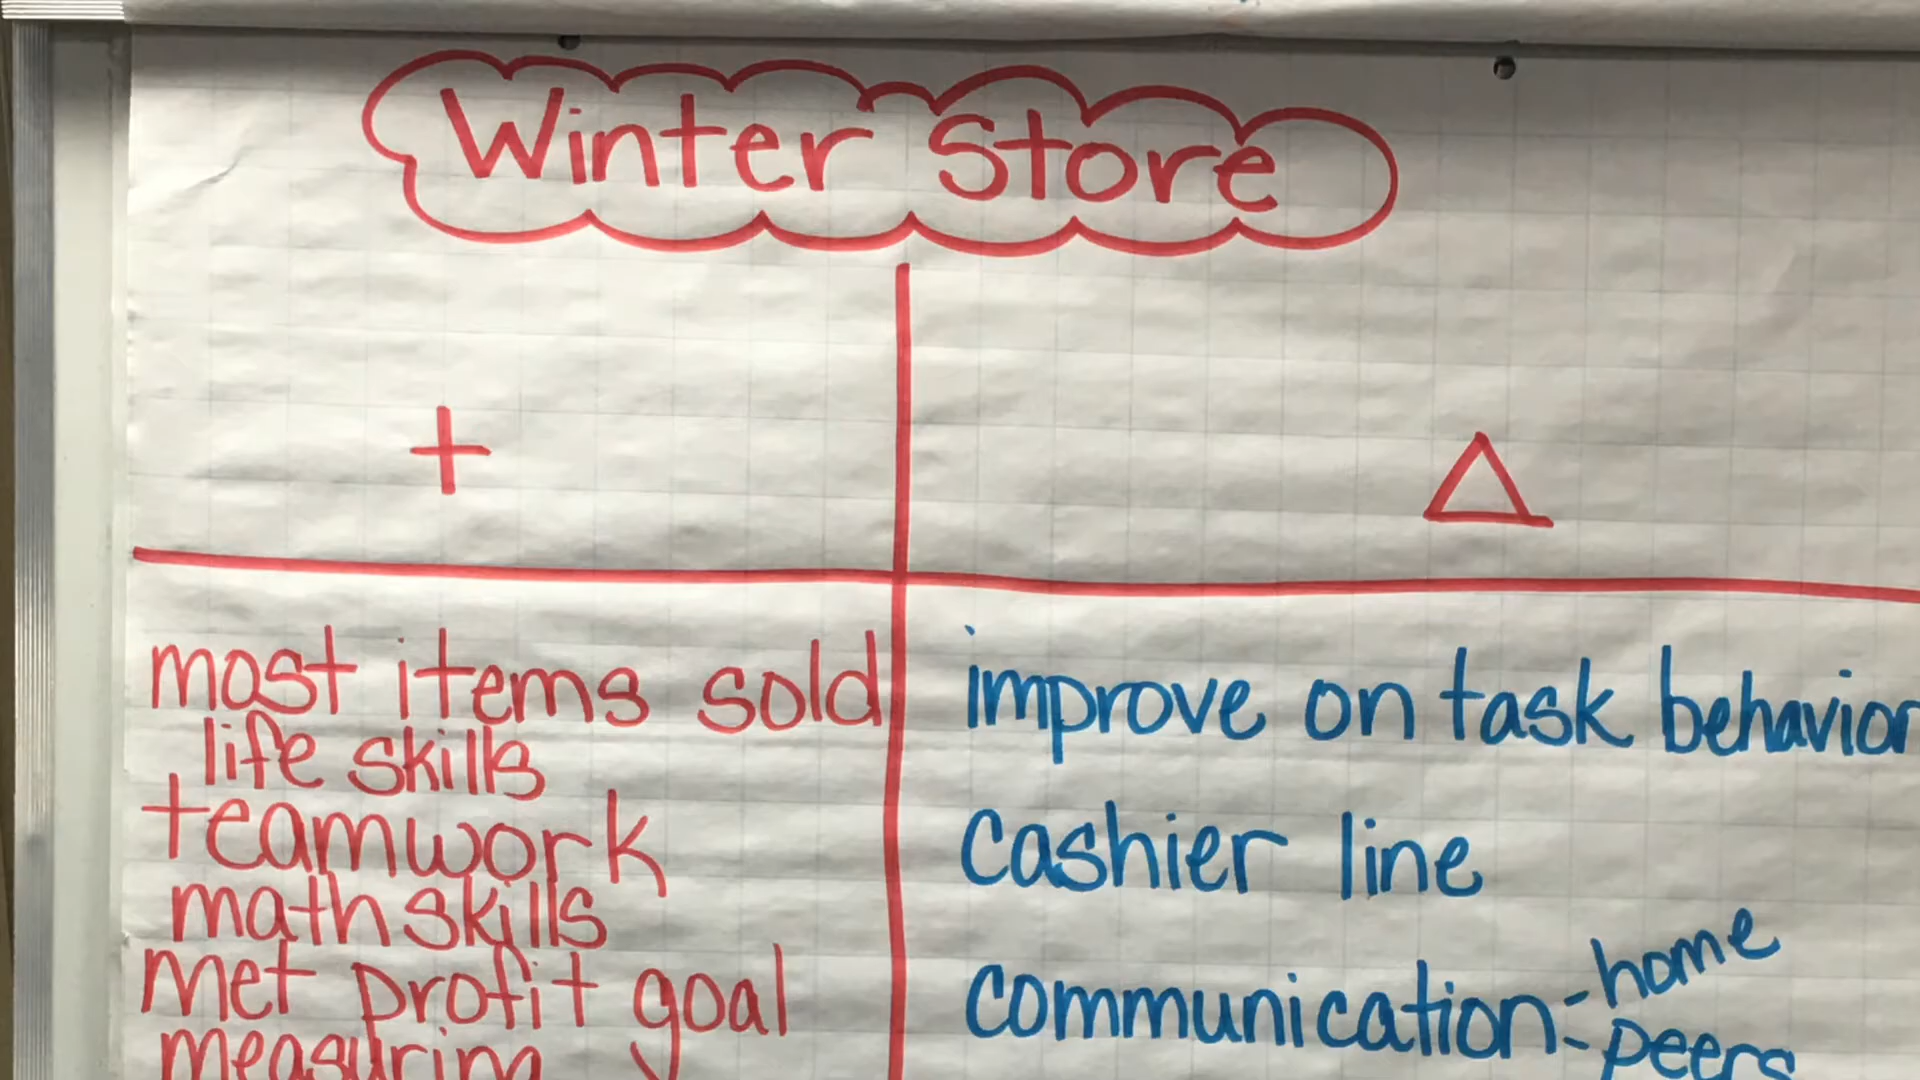 Winter Store
+
Δ
most items sold
life skills
teamwork
math skills
met profit goal
improve on task behavior
cashier line
communication - home
- peers